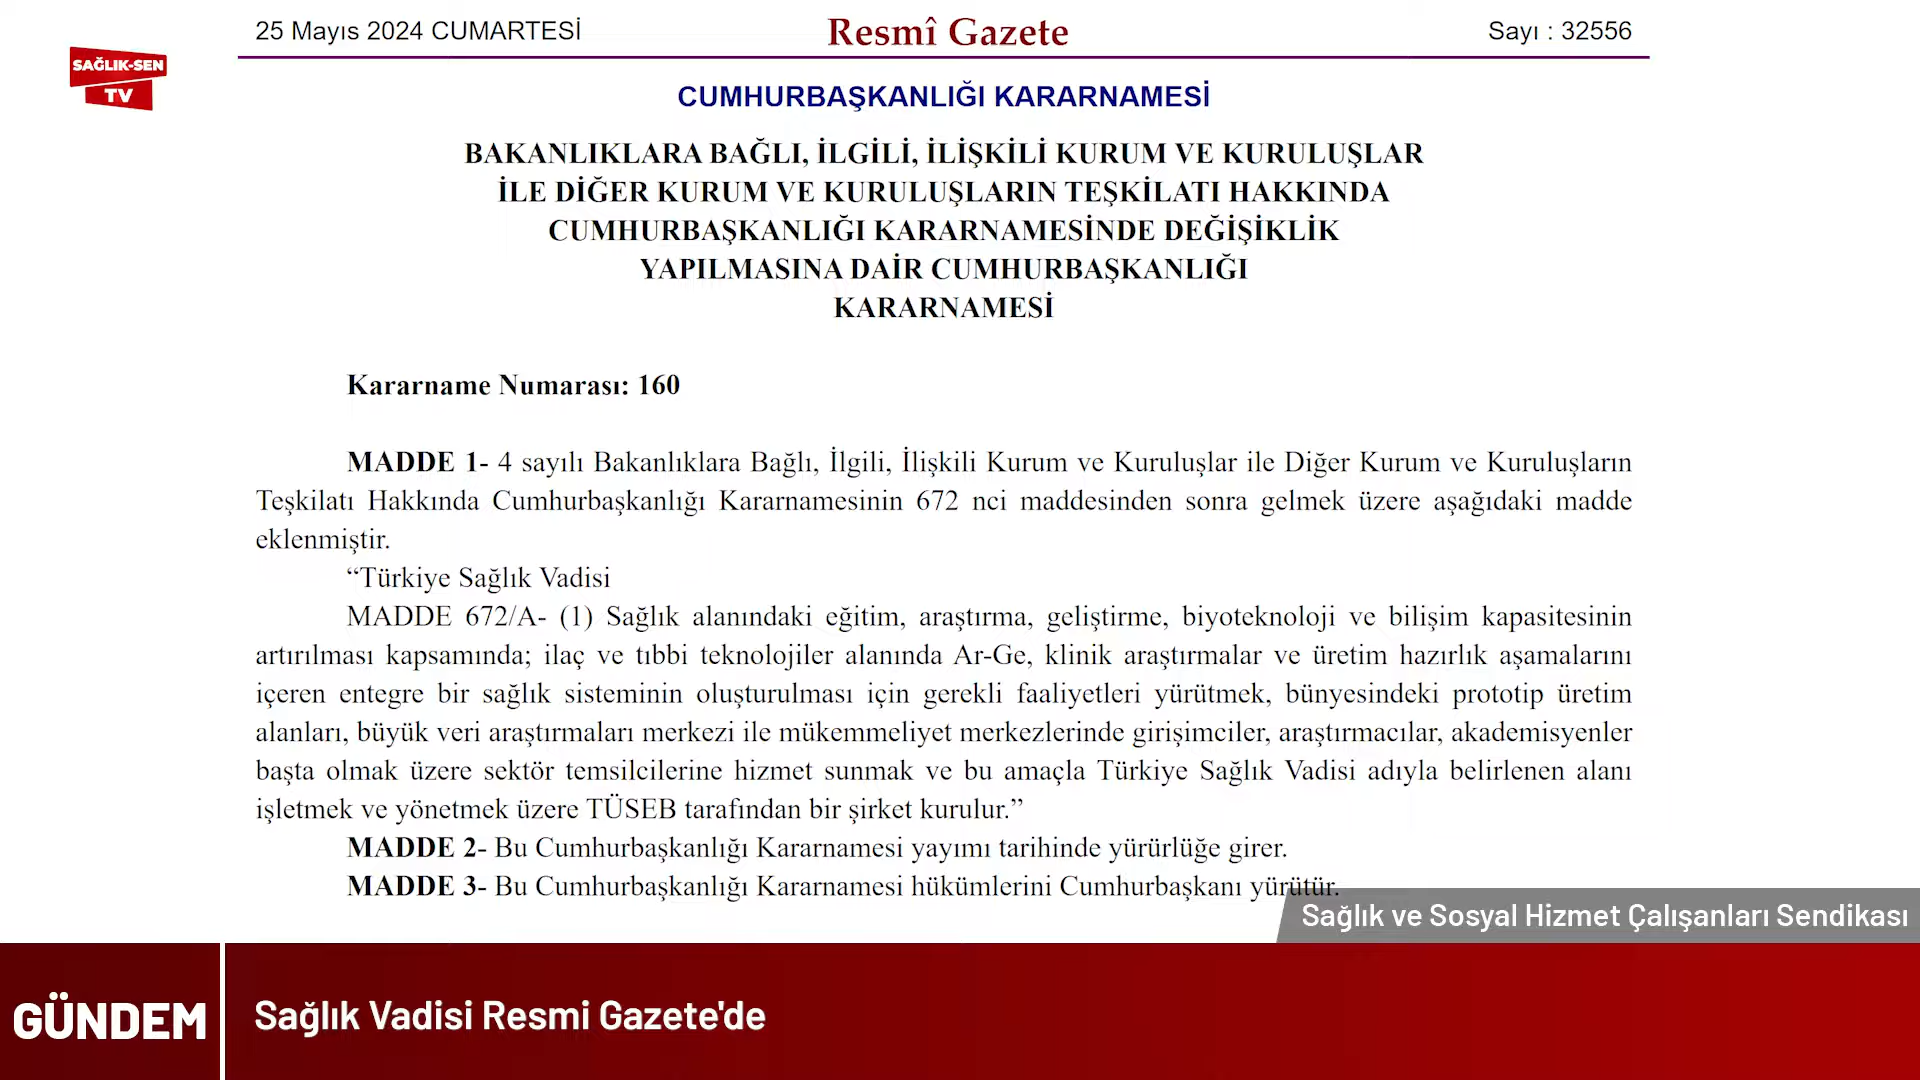 25 Mayıs 2024 CUMARTESİ
Resmî Gazete
Sayı : 32556
SAĞLIK-SEN
TV
CUMHURBAŞKANLIĞI KARARNAMESİ
BAKANLIKLARA BAĞLI, İLGİLİ, İLİŞKİLİ KURUM VE KURULUŞLAR
İLE DİĞER KURUM VE KURULUŞLARIN TEŞKİLATI HAKKINDA
CUMHURBAŞKANLIĞI KARARNAMESİNDE DEĞİŞİKLİK
YAPILMASINA DAİR CUMHURBAŞKANLIĞI
KARARNAMESİ
Kararname Numarası: 160
MADDE 1- 4 sayılı Bakanlıklara Bağlı, İlgili, İlişkili Kurum ve Kuruluşlar ile Diğer Kurum ve Kuruluşların
Teşkilatı Hakkında Cumhurbaşkanlığı Kararnamesinin 672 nci maddesinden sonra gelmek üzere aşağıdaki madde
eklenmiştir.
“Türkiye Sağlık Vadisi
MADDE 672/A- (1) Sağlık alanındaki eğitim, araştırma, geliştirme, biyoteknoloji ve bilişim kapasitesinin
artırılması kapsamında; ilaç ve tıbbi teknolojiler alanında Ar-Ge, klinik araştırmalar ve üretim hazırlık aşamalarını
içeren entegre bir sağlık sisteminin oluşturulması için gerekli faaliyetleri yürütmek, bünyesindeki prototip üretim
alanları, büyük veri araştırmaları merkezi ile mükemmeliyet merkezlerinde girişimciler, araştırmacılar, akademisyenler
başta olmak üzere sektör temsilcilerine hizmet sunmak ve bu amaçla Türkiye Sağlık Vadisi adıyla belirlenen alanı
işletmek ve yönetmek üzere TÜSEB tarafından bir şirket kurulur.”
MADDE 2- Bu Cumhurbaşkanlığı Kararnamesi yayımı tarihinde yürürlüğe girer.
MADDE 3- Bu Cumhurbaşkanlığı Kararnamesi hükümlerini Cumhurbaşkanı yürütür.
Sağlık ve Sosyal Hizmet Çalışanları Sendikası
GÜNDEM
Sağlık Vadisi Resmi Gazete'de